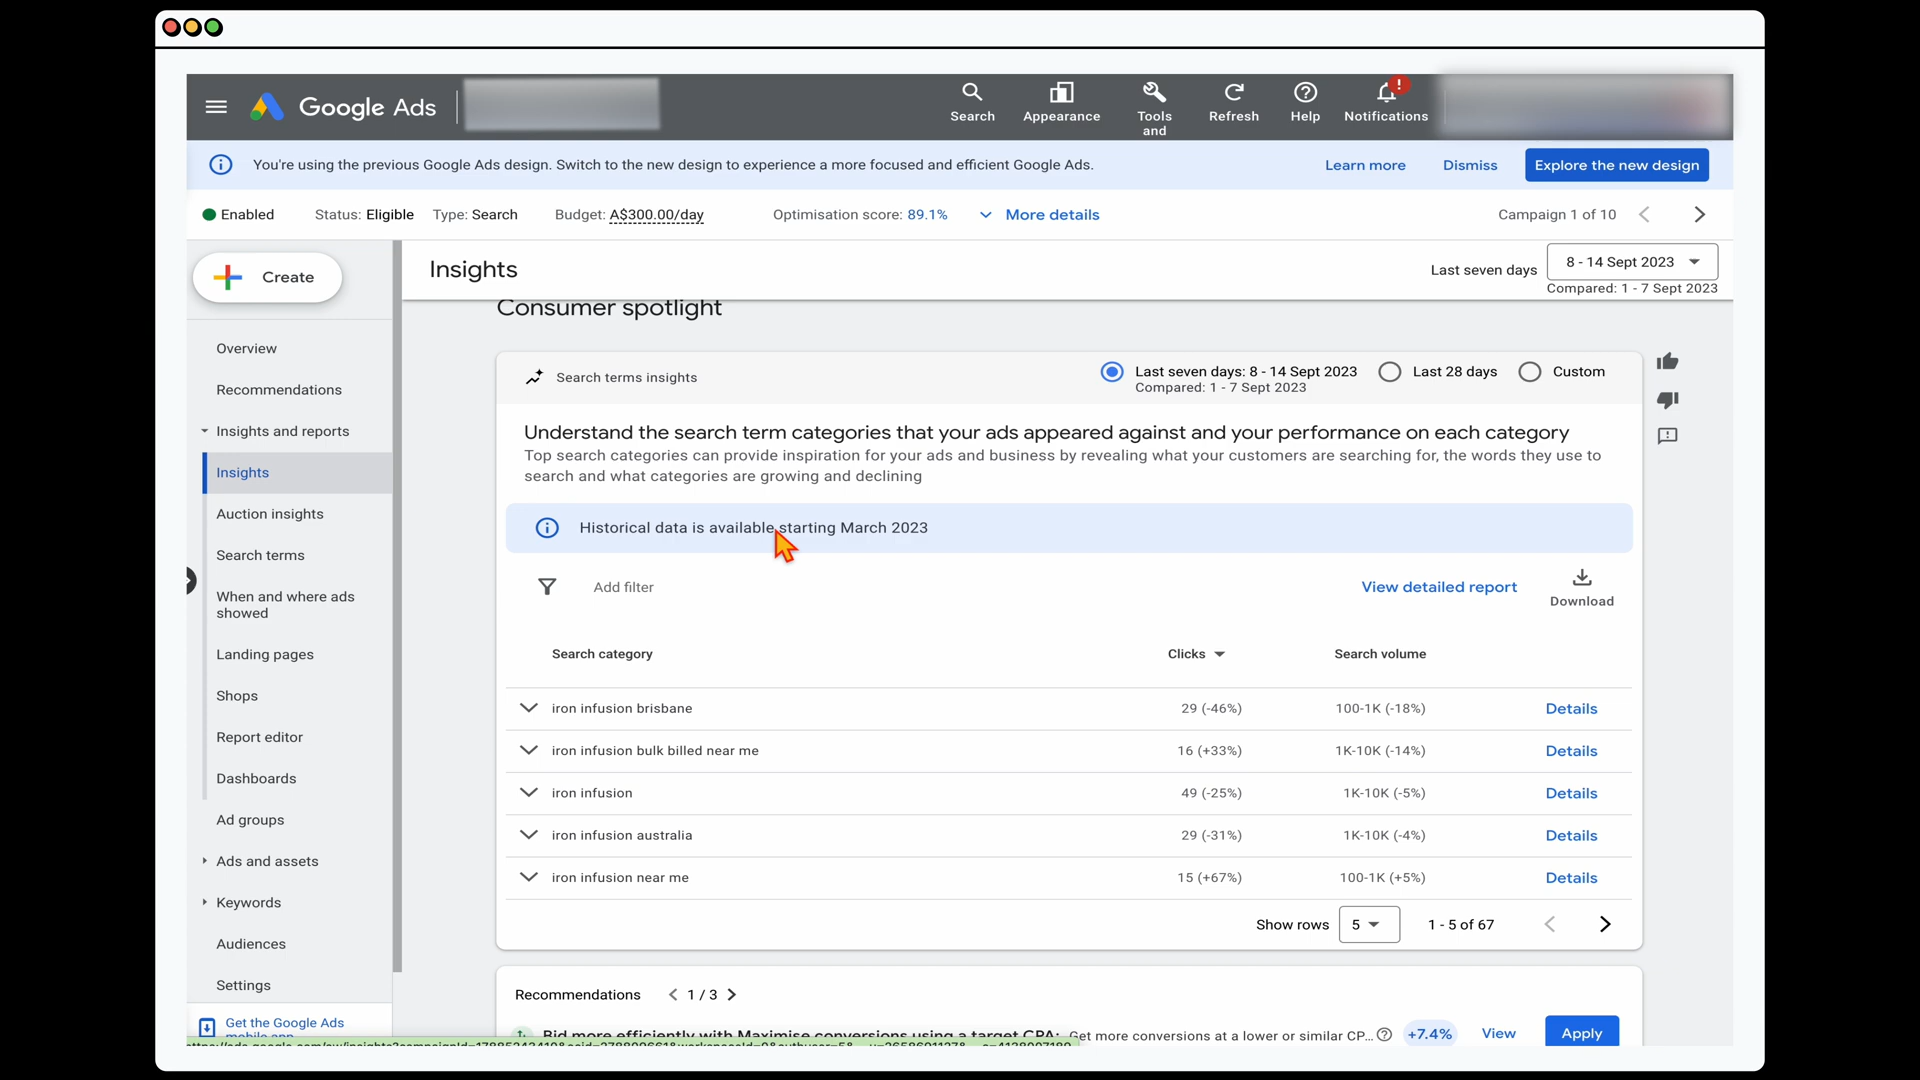 Google Ads
Search
Appearance
Tools and
Refresh
Help
Notifications
You're using the previous Google Ads design. Switch to the new design to experience a more focused and efficient Google Ads.
Learn more
Dismiss
Explore the new design
Enabled
Status: Eligible
Type: Search
Budget: A$300.00/day
Optimisation score: 89.1%
More details
Campaign 1 of 10
Create
Insights
Last seven days
8 - 14 Sept 2023
Compared: 1 - 7 Sept 2023
Overview
Recommendations
Insights and reports
Insights
Auction insights
Search terms
When and where ads
showed
Landing pages
Shops
Report editor
Dashboards
Ad groups
Ads and assets
Keywords
Audiences
Settings
Get the Google Ads
mobile app
Consumer spotlight
Search terms insights
Last seven days: 8 - 14 Sept 2023
Compared: 1 - 7 Sept 2023
Last 28 days
Custom
Understand the search term categories that your ads appeared against and your performance on each category
Top search categories can provide inspiration for your ads and business by revealing what your customers are searching for, the words they use to
search and what categories are growing and declining
Historical data is available starting March 2023
Add filter
View detailed report
Download
Search category Clicks Search volume
iron infusion brisbane 29 (-46%) 100-1K (-18%) Details
iron infusion bulk billed near me 16 (+33%) 1K-10K (-14%) Details
iron infusion 49 (-25%) 1K-10K (-5%) Details
iron infusion australia 29 (-31%) 1K-10K (-4%) Details
iron infusion near me 15 (+67%) 100-1K (+5%) Details
Show rows 5 1 - 5 of 67
Recommendations 1 / 3
Bid more efficiently with Maximise conversions using a target CPA: Get more conversions at a lower or similar CP... +7.4% View Apply